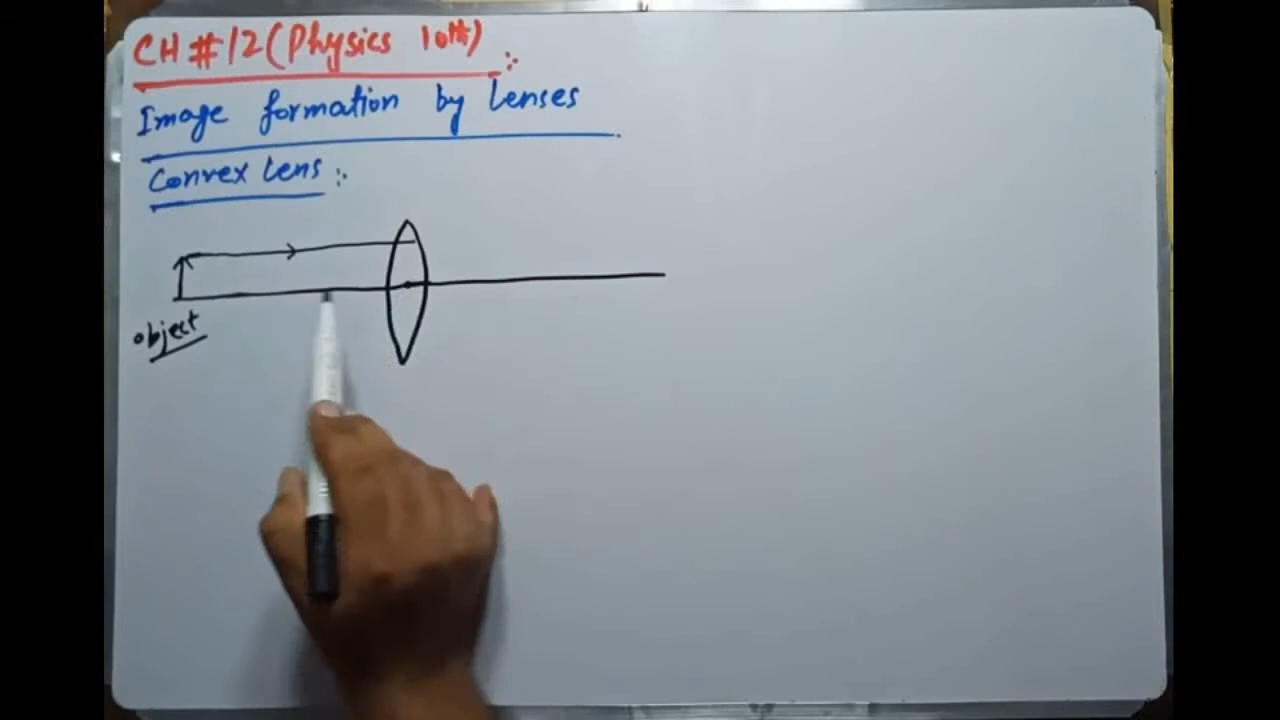 CH # 12 (Physics 10th) :
Image formation by Lenses
Convex Lens :
object